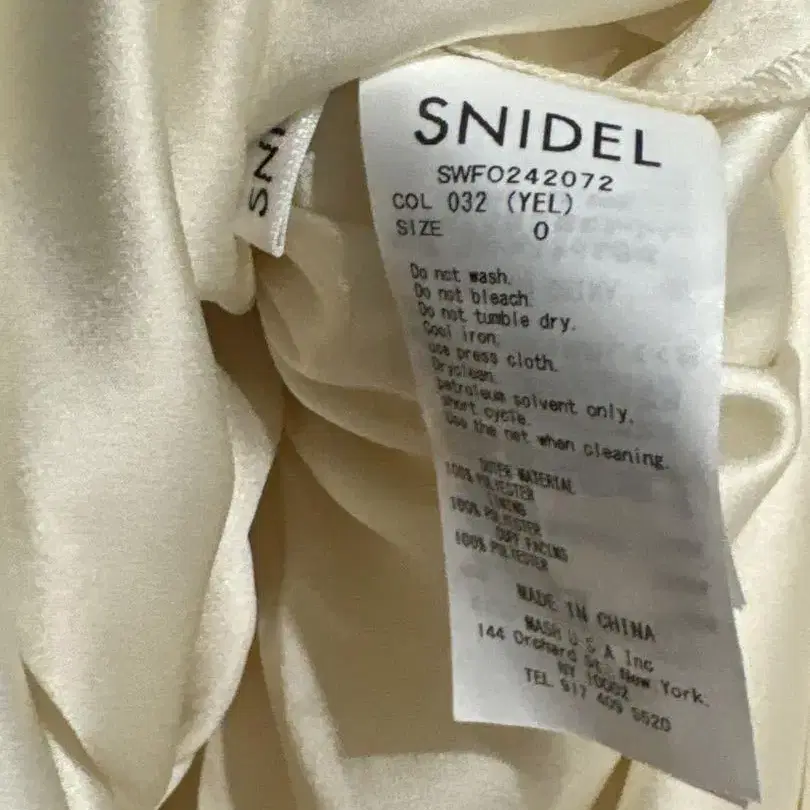 SNIDEL
SWFO242072
COL 032 (YEL)
SIZE 0
Do not wash.
Do not bleach.
Do not tumble dry.
Cool iron.
use press cloth.
Dryclean.
petroleum solvent only.
short cycle.
Use the net when cleaning.
OUTER MATERIAL
100% POLYESTER
LINING
100% POLYESTER
FACING
100% POLYESTER
MADE IN CHINA
MASH U S A Inc
144 Orchard St. New York.
NY 10002
TEL 917 409 5520
SNI